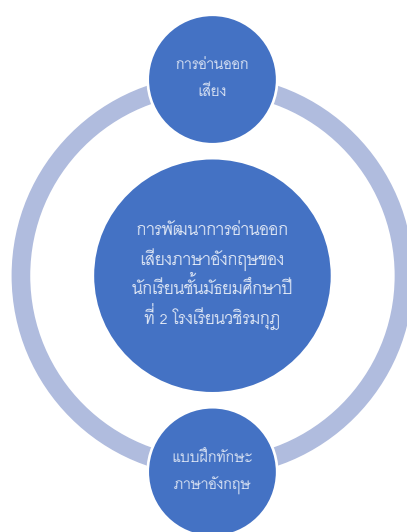 การอ่านออก
เสียง
การพัฒนาการอ่านออก
เสียงภาษาอังกฤษของ
นักเรียนชั้นมัธยมศึกษาปี
ที่ 2 โรงเรียนวชิรมกุฎ
แบบฝึกทักษะ
ภาษาอังกฤษ